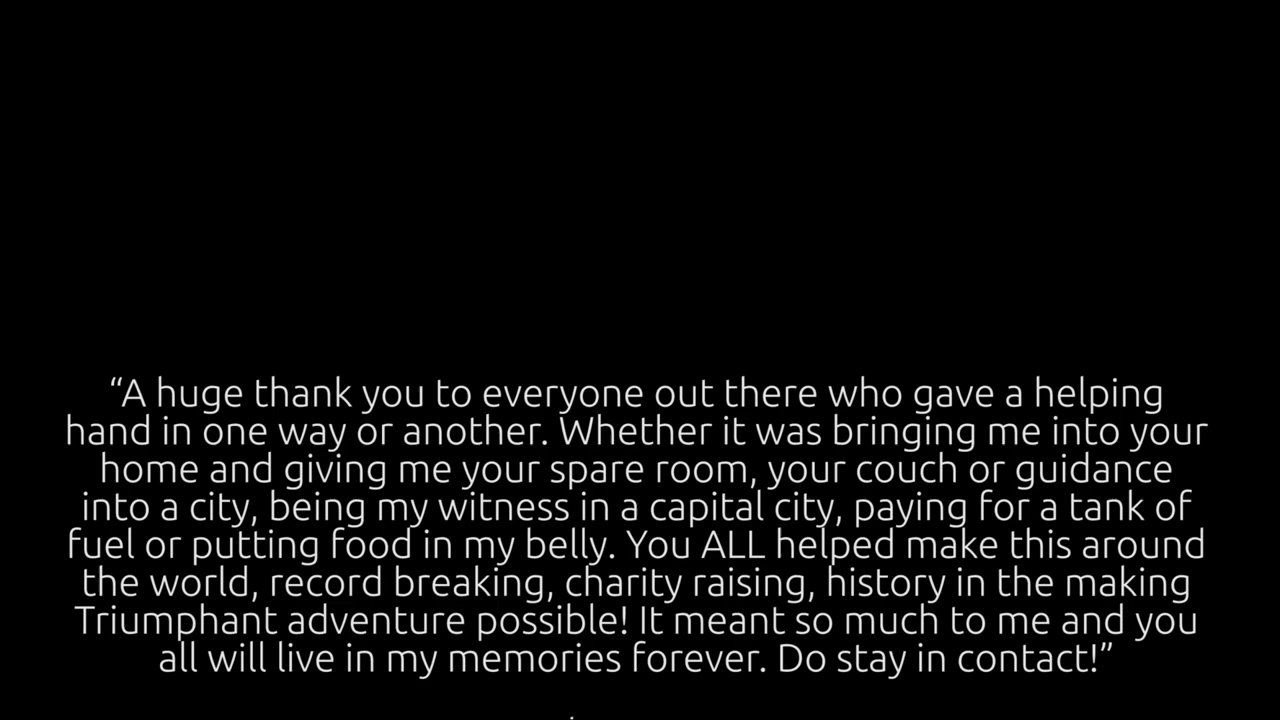 “A huge thank you to everyone out there who gave a helping
hand in one way or another. Whether it was bringing me into your
home and giving me your spare room, your couch or guidance
into a city, being my witness in a capital city, paying for a tank of
fuel or putting food in my belly. You ALL helped make this around
the world, record breaking, charity raising, history in the making
Triumphant adventure possible! It meant so much to me and you
all will live in my memories forever. Do stay in contact!”